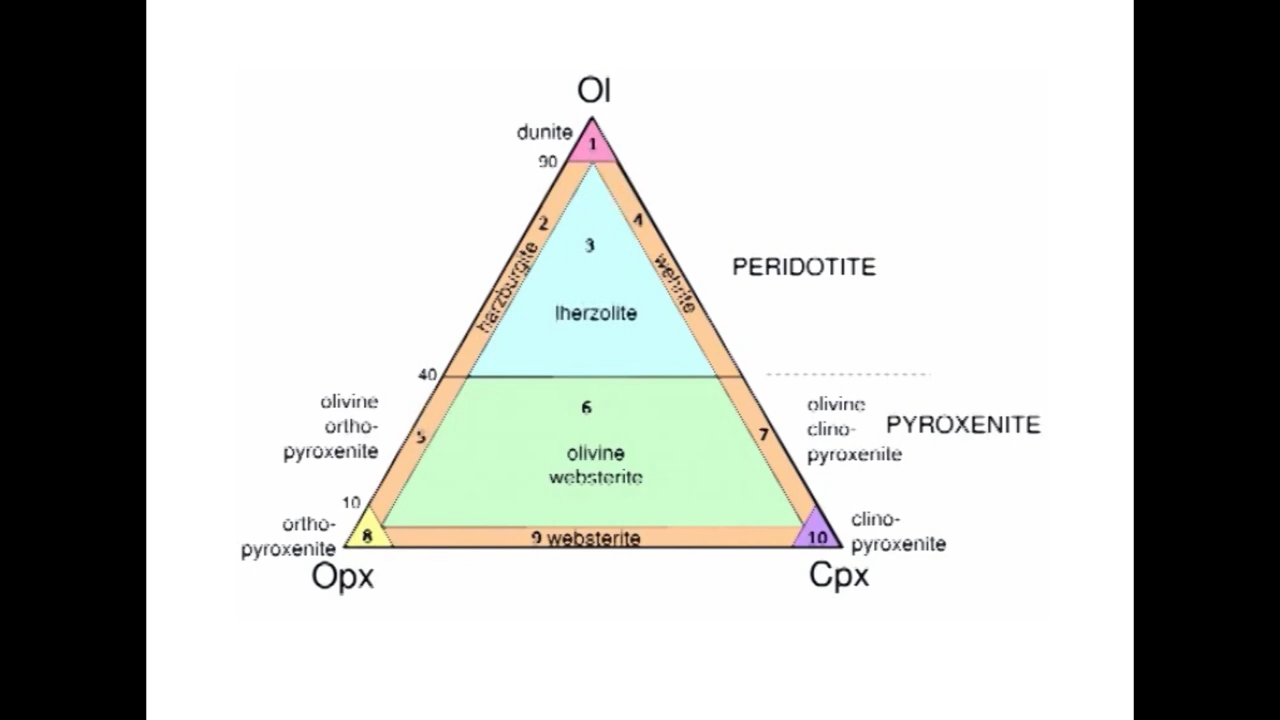 Ol
dunite
1
90
2
4
3
harzburgite
wehrlite
PERIDOTITE
lherzolite
40
olivine
ortho-
pyroxenite
5
6
olivine
websterite
7
olivine
clino-
pyroxenite
PYROXENITE
10
ortho-
pyroxenite
8
9 websterite
10
clino-
pyroxenite
Opx
Cpx